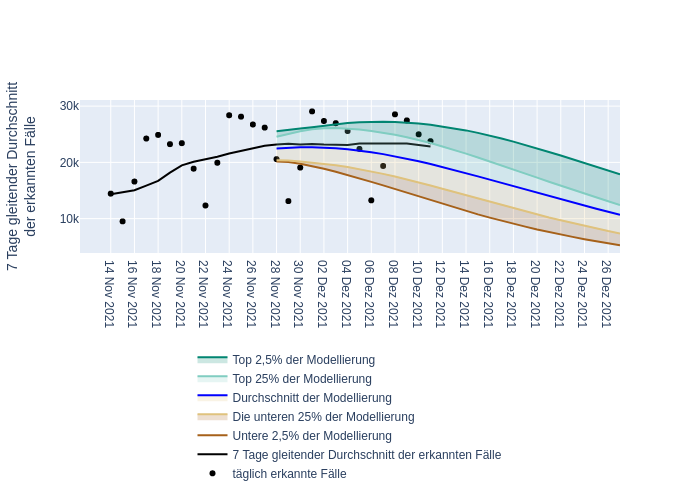 7 Tage gleitender Durchschnitt
der erkannten Fälle
30k
20k
10k
14 Nov 2021
16 Nov 2021
18 Nov 2021
20 Nov 2021
22 Nov 2021
24 Nov 2021
26 Nov 2021
28 Nov 2021
30 Nov 2021
02 Dez 2021
04 Dez 2021
06 Dez 2021
08 Dez 2021
10 Dez 2021
12 Dez 2021
14 Dez 2021
16 Dez 2021
18 Dez 2021
20 Dez 2021
22 Dez 2021
24 Dez 2021
26 Dez 2021
Top 2,5% der Modellierung
Top 25% der Modellierung
Durchschnitt der Modellierung
Die unteren 25% der Modellierung
Untere 2,5% der Modellierung
7 Tage gleitender Durchschnitt der erkannten Fälle
täglich erkannte Fälle